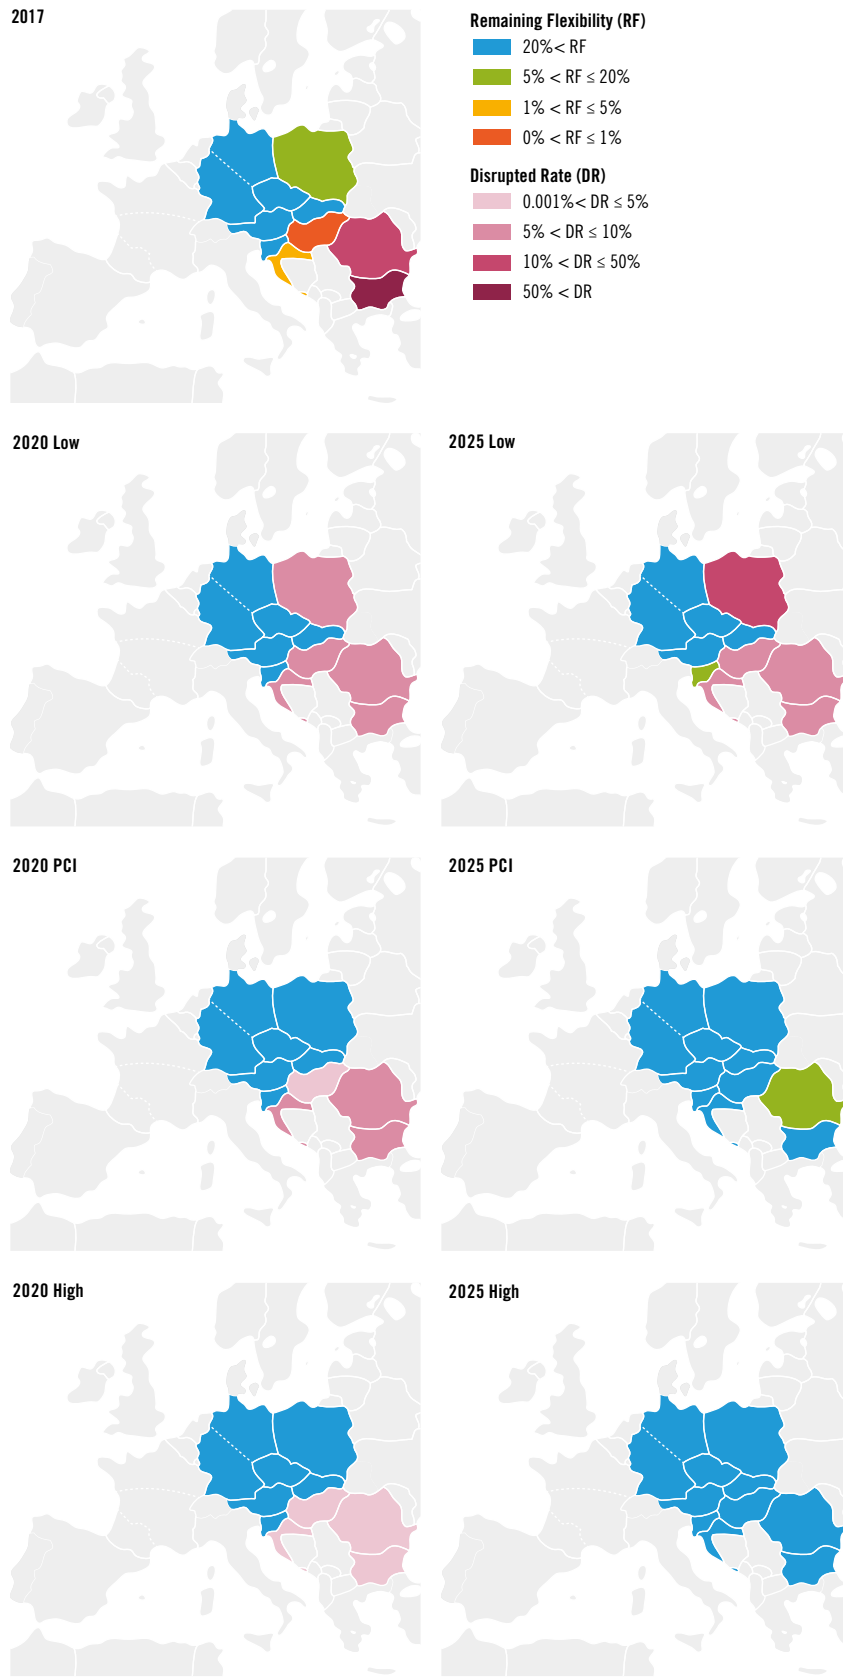 2017
Remaining Flexibility (RF)
20%< RF
5% < RF ≤ 20%
1% < RF ≤ 5%
0% < RF ≤ 1%
Disrupted Rate (DR)
0.001%< DR ≤ 5%
5% < DR ≤ 10%
10% < DR ≤ 50%
50% < DR
2020 Low
2025 Low
2020 PCI
2025 PCI
2020 High
2025 High